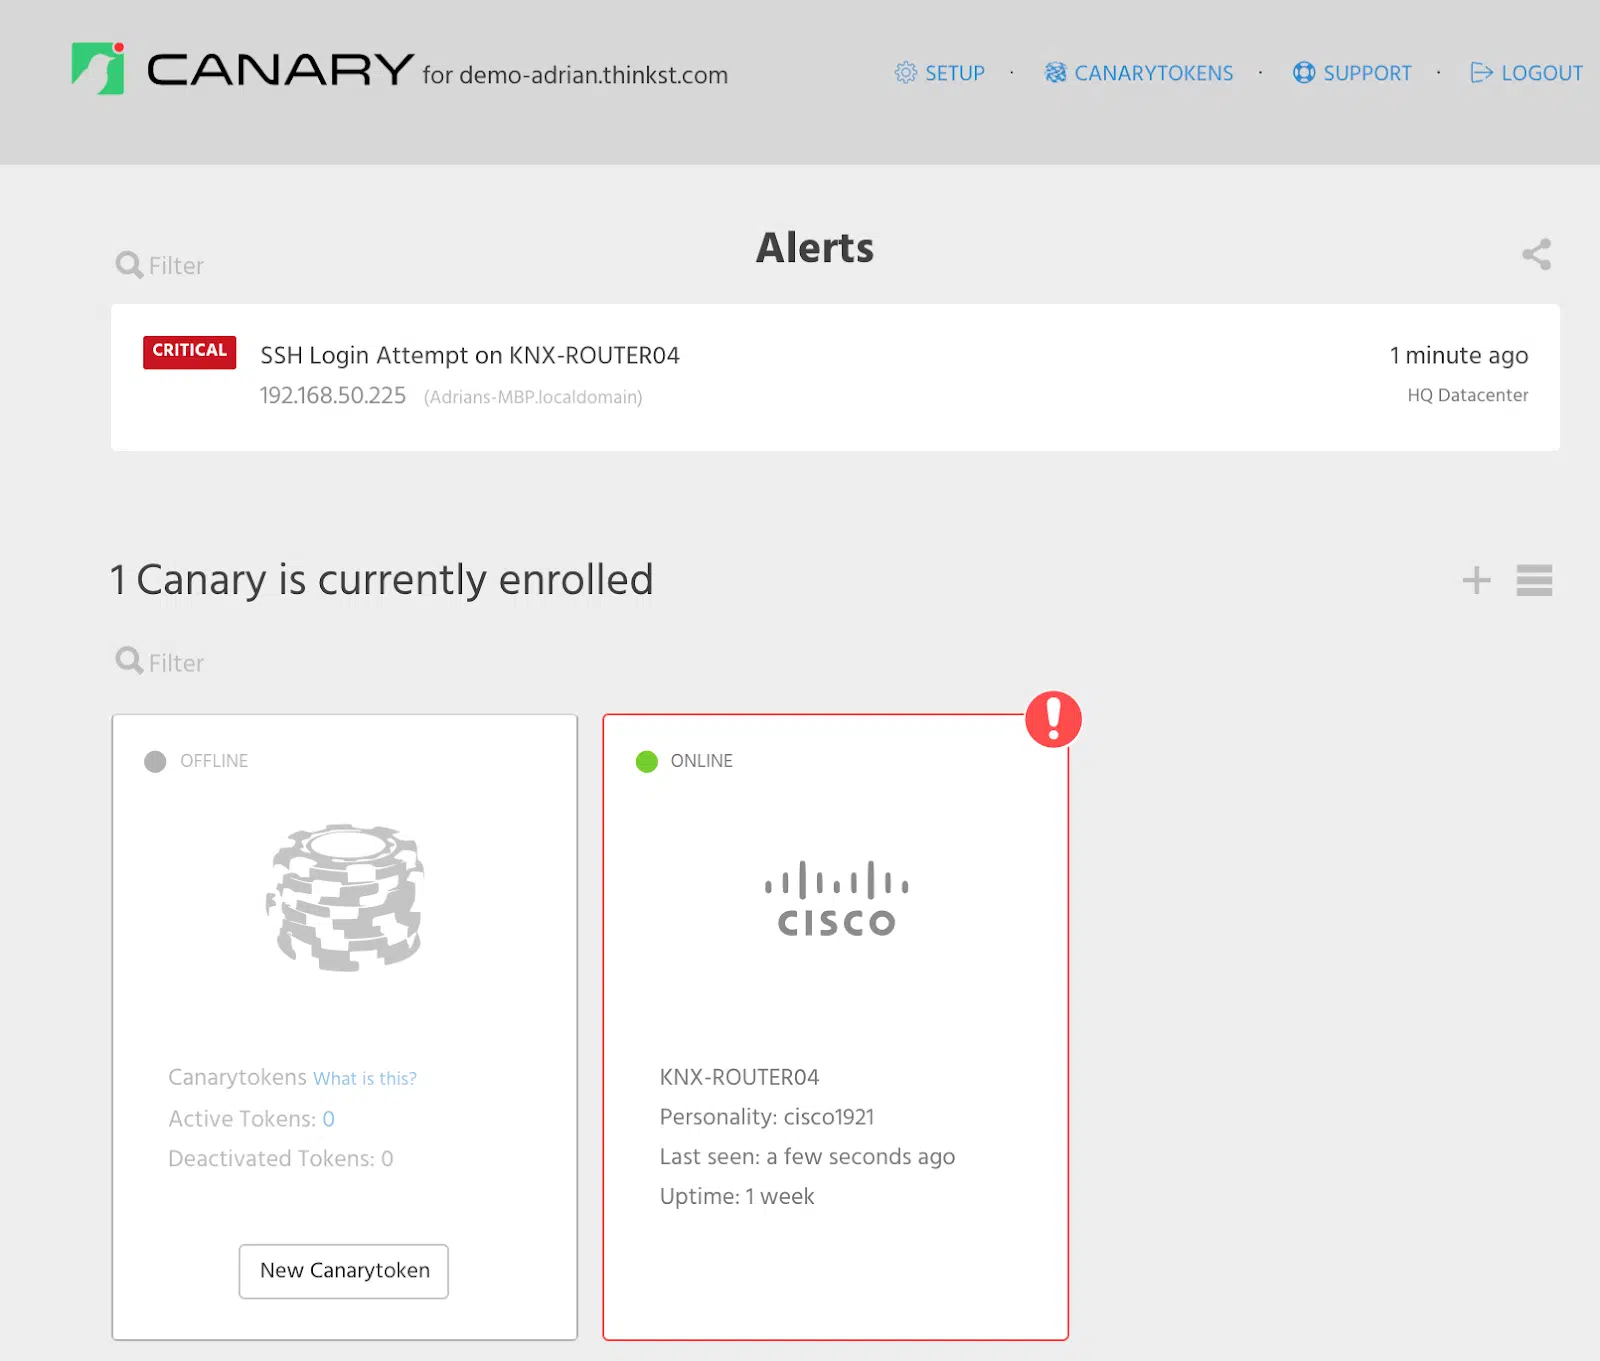 CANARY for demo-adrian.thinkst.com
SETUP · CANARYTOKENS · SUPPORT · LOGOUT
Alerts
Filter
CRITICAL SSH Login Attempt on KNX-ROUTER04 1 minute ago
192.168.50.225 (Adrians-MBP.localdomain) HQ Datacenter
1 Canary is currently enrolled
Filter
OFFLINE
Canarytokens What is this?
Active Tokens: 0
Deactivated Tokens: 0
New Canarytoken
ONLINE
CISCO
KNX-ROUTER04
Personality: cisco1921
Last seen: a few seconds ago
Uptime: 1 week